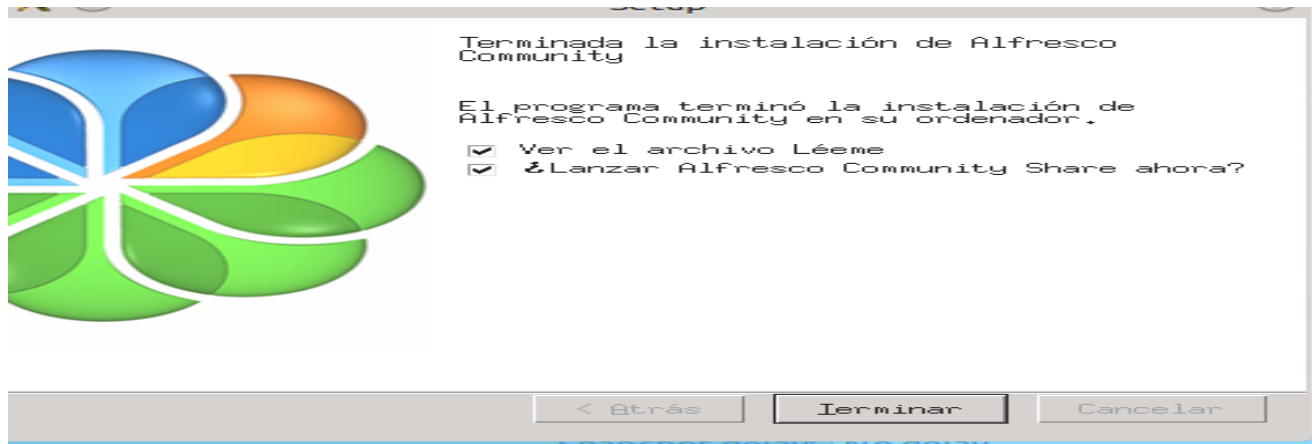 Setup
Terminada la instalación de Alfresco
Community
El programa terminó la instalación de
Alfresco Community en su ordenador.
Ver el archivo Léeme
¿Lanzar Alfresco Community Share ahora?
< Atrás
Terminar
Cancelar